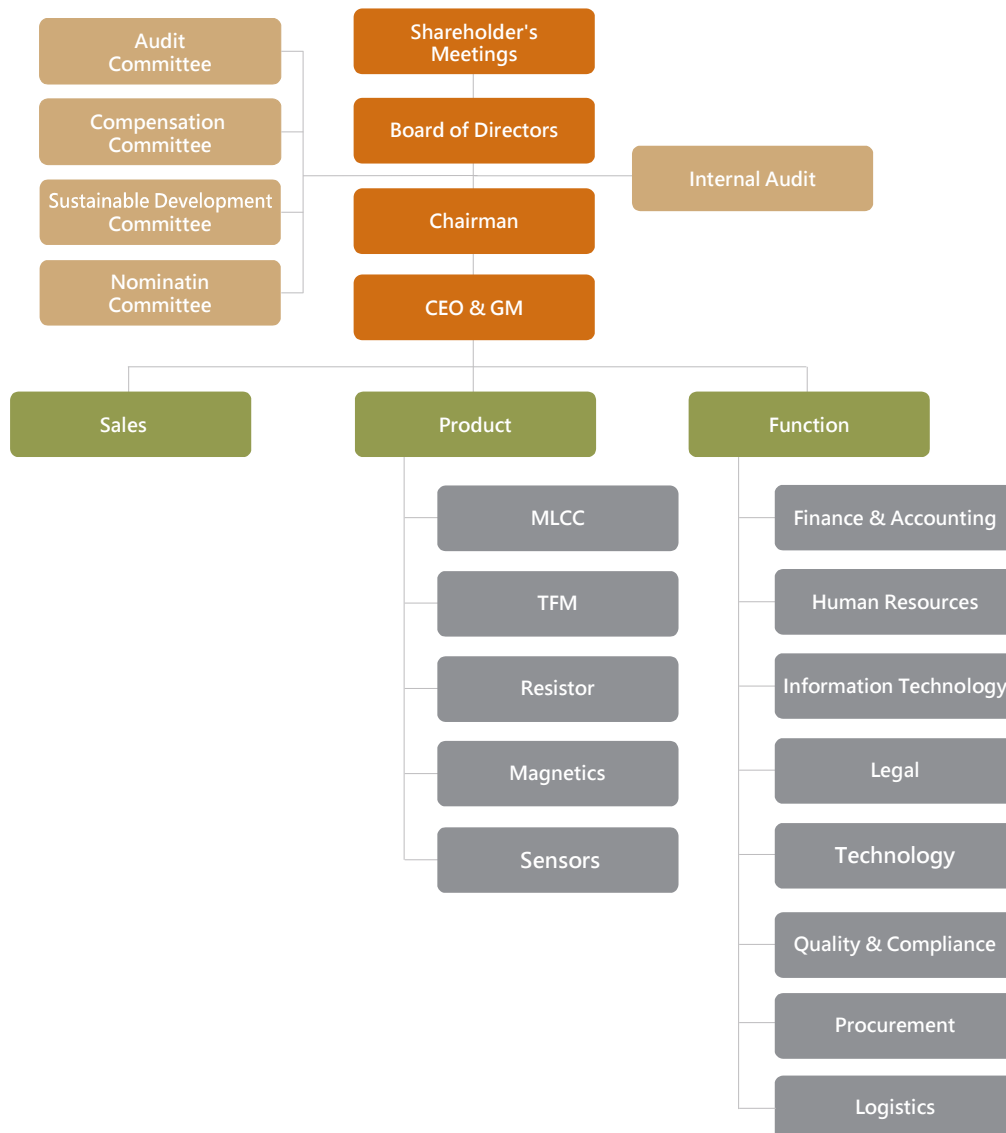 Audit
Committee
Compensation
Committee
Sustainable Development
Committee
Nominatin
Committee
Shareholder's
Meetings
Board of Directors
Internal Audit
Chairman
CEO & GM
Sales
Product
Function
MLCC
TFM
Resistor
Magnetics
Sensors
Finance & Accounting
Human Resources
Information Technology
Legal
Technology
Quality & Compliance
Procurement
Logistics